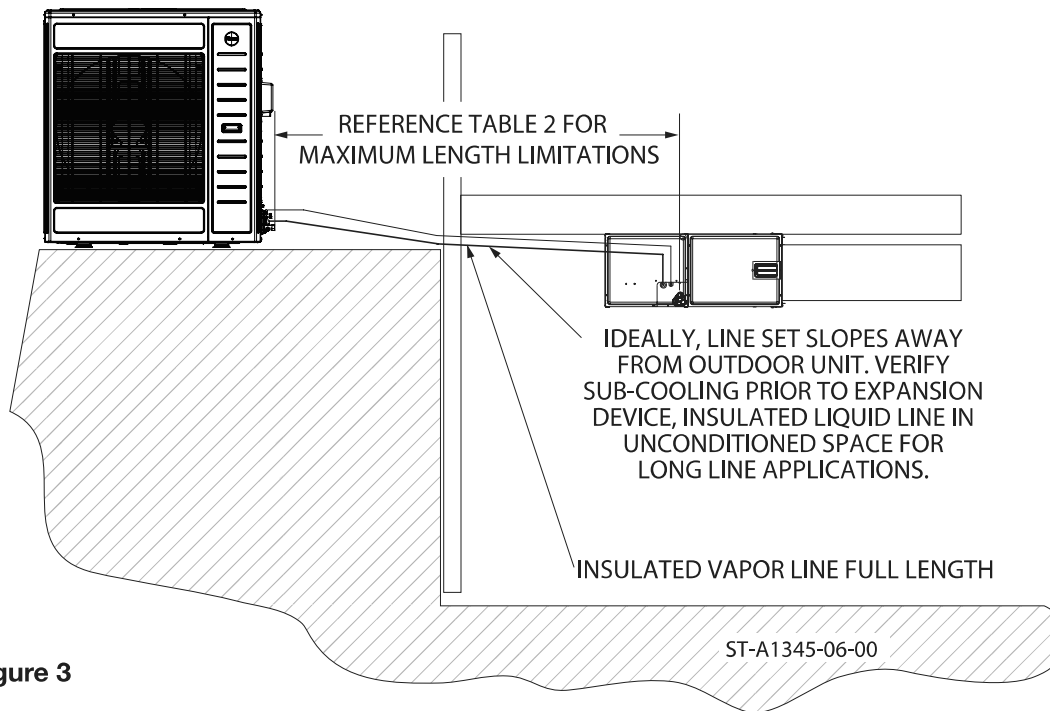 REFERENCE TABLE 2 FOR
MAXIMUM LENGTH LIMITATIONS
IDEALLY, LINE SET SLOPES AWAY
FROM OUTDOOR UNIT. VERIFY
SUB-COOLING PRIOR TO EXPANSION
DEVICE, INSULATED LIQUID LINE IN
UNCONDITIONED SPACE FOR
LONG LINE APPLICATIONS.
INSULATED VAPOR LINE FULL LENGTH
ST-A1345-06-00
gure 3